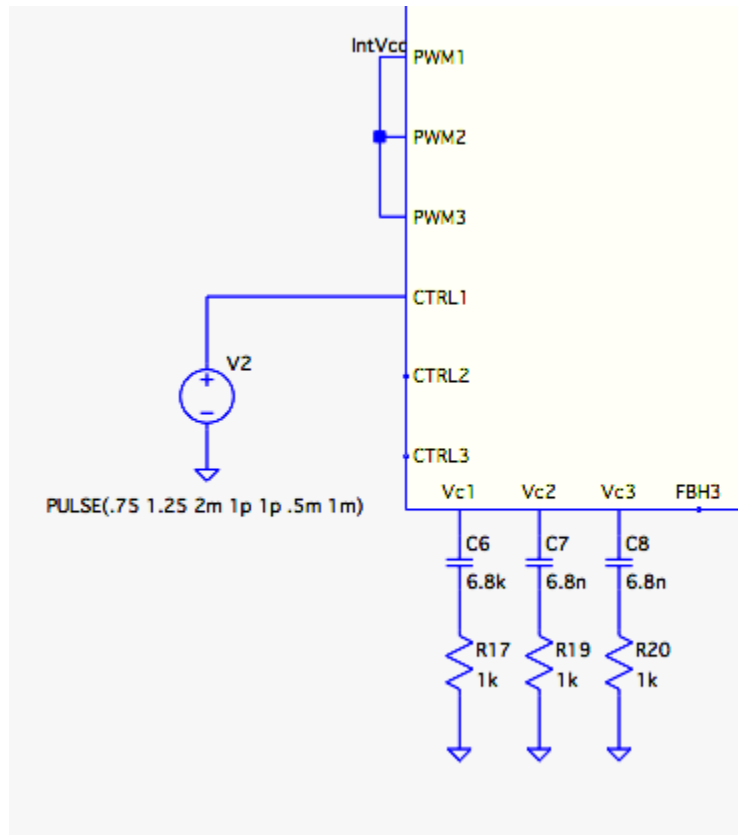 IntVcc
PWM1
PWM2
PWM3
CTRL1
V2
+
−
CTRL2
CTRL3
PULSE(.75 1.25 2m 1p 1p .5m 1m)
Vc1 Vc2 Vc3 FBH3
C6 C7 C8
6.8k 6.8n 6.8n
R17 R19 R20
1k 1k 1k